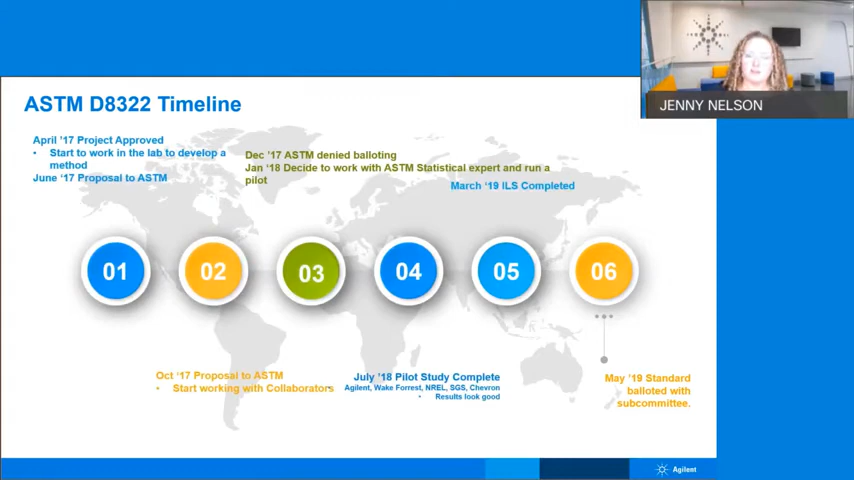 JENNY NELSON
ASTM D8322 Timeline
April '17 Project Approved
• Start to work in the lab to develop a
method
June '17 Proposal to ASTM
Dec '17 ASTM denied balloting
Jan '18 Decide to work with ASTM Statistical expert and run a
pilot
March '19 ILS Completed
01
02
03
04
05
06
Oct '17 Proposal to ASTM
• Start working with Collaborators
July '18 Pilot Study Complete
• Agilent, Wake Forrest, NREL, SGS, Chevron
• Results look good
May '19 Standard
balloted with
subcommittee.
Agilent